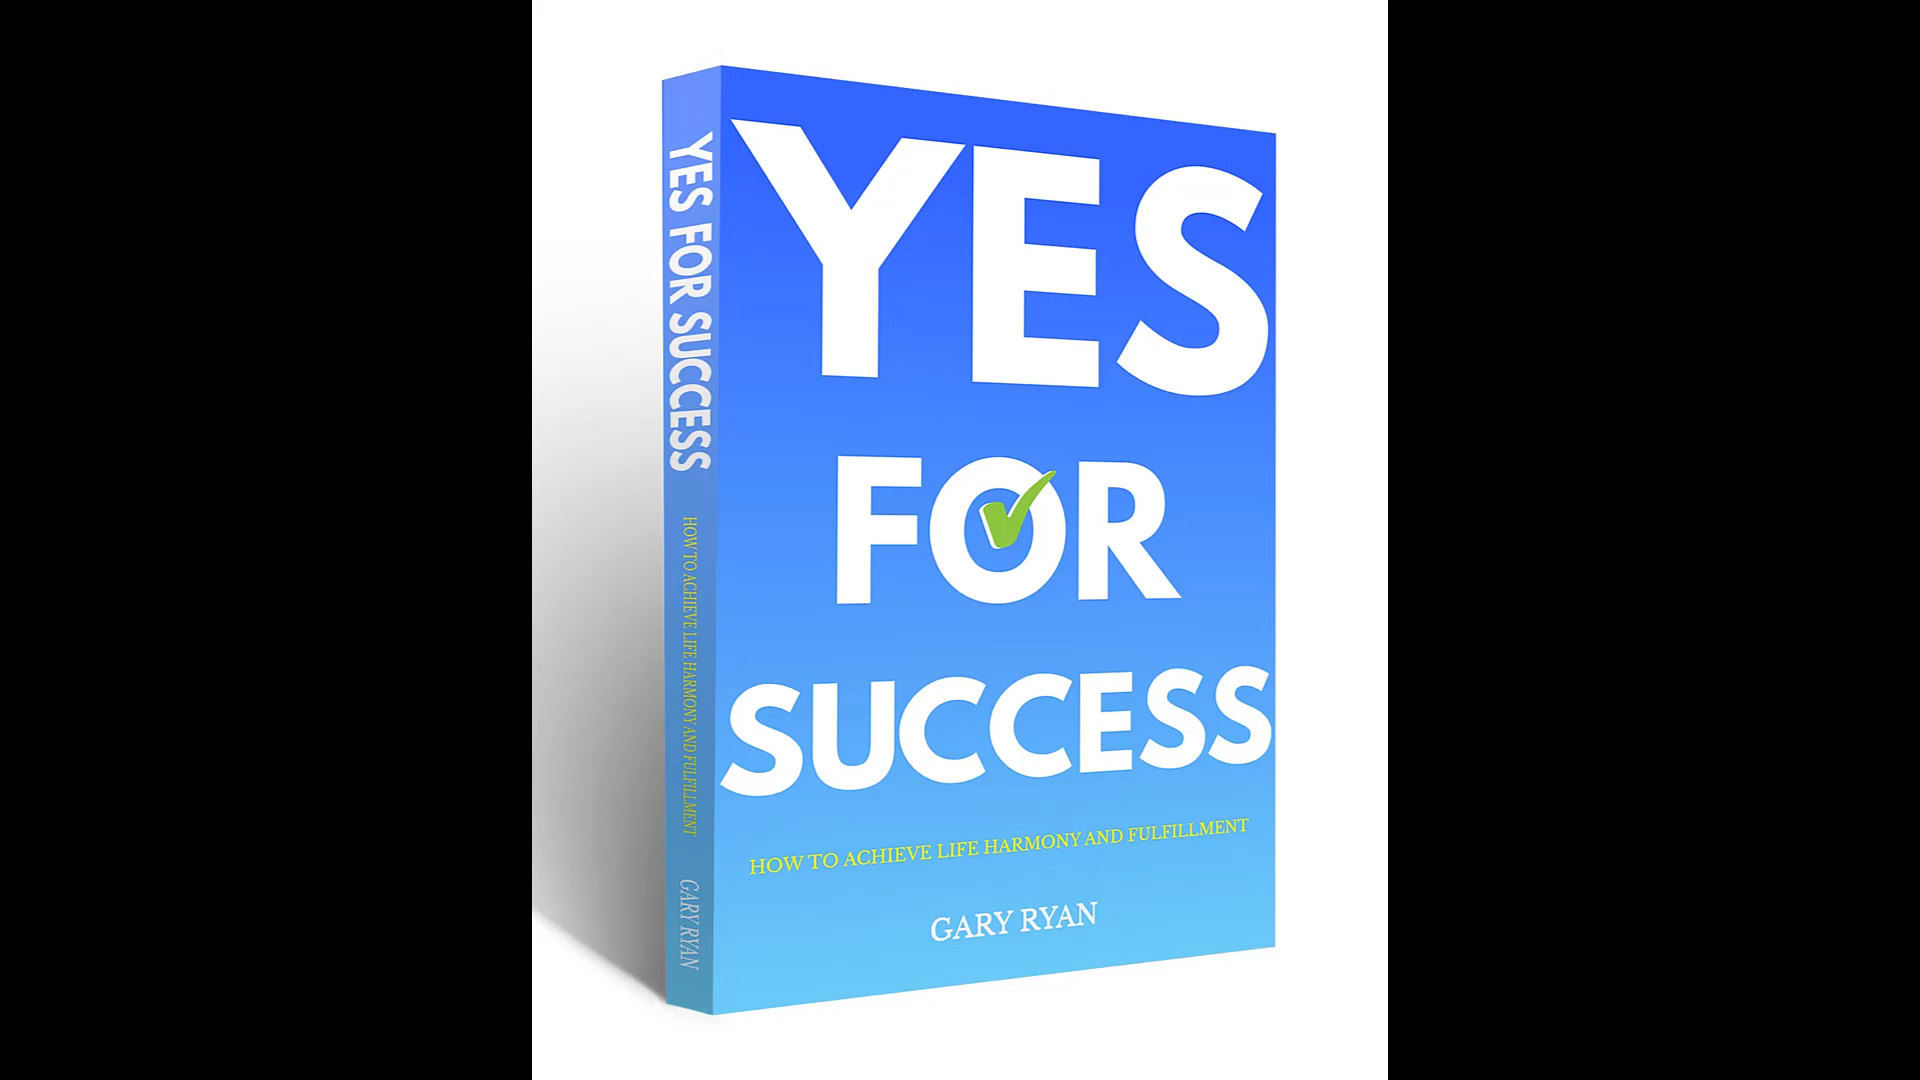 YES FOR SUCCESS
HOW TO ACHIEVE LIFE HARMONY AND FULFILLMENT
GARY RYAN
YES
FOR
SUCCESS
HOW TO ACHIEVE LIFE HARMONY AND FULFILLMENT
GARY RYAN